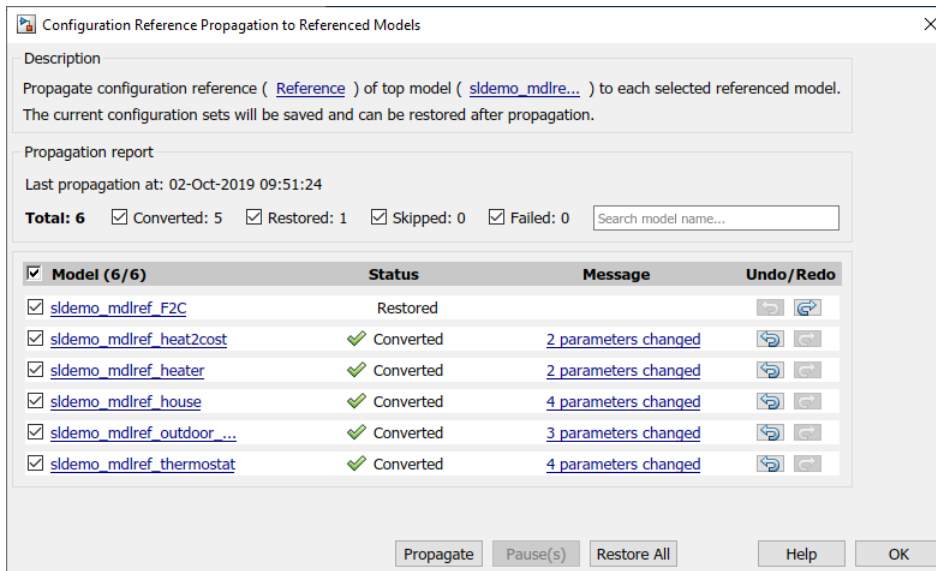 Configuration Reference Propagation to Referenced Models
Description
Propagate configuration reference ( Reference ) of top model ( sldemo_mdlre... ) to each selected referenced model.
The current configuration sets will be saved and can be restored after propagation.
Propagation report
Last propagation at: 02-Oct-2019 09:51:24
Total: 6 Converted: 5 Restored: 1 Skipped: 0 Failed: 0 Search model name...
Model (6/6) Status Message Undo/Redo
sldemo_mdlref_F2C Restored
sldemo_mdlref_heat2cost Converted 2 parameters changed
sldemo_mdlref_heater Converted 2 parameters changed
sldemo_mdlref_house Converted 4 parameters changed
sldemo_mdlref_outdoor_... Converted 3 parameters changed
sldemo_mdlref_thermostat Converted 4 parameters changed
Propagate Pause(s) Restore All Help OK